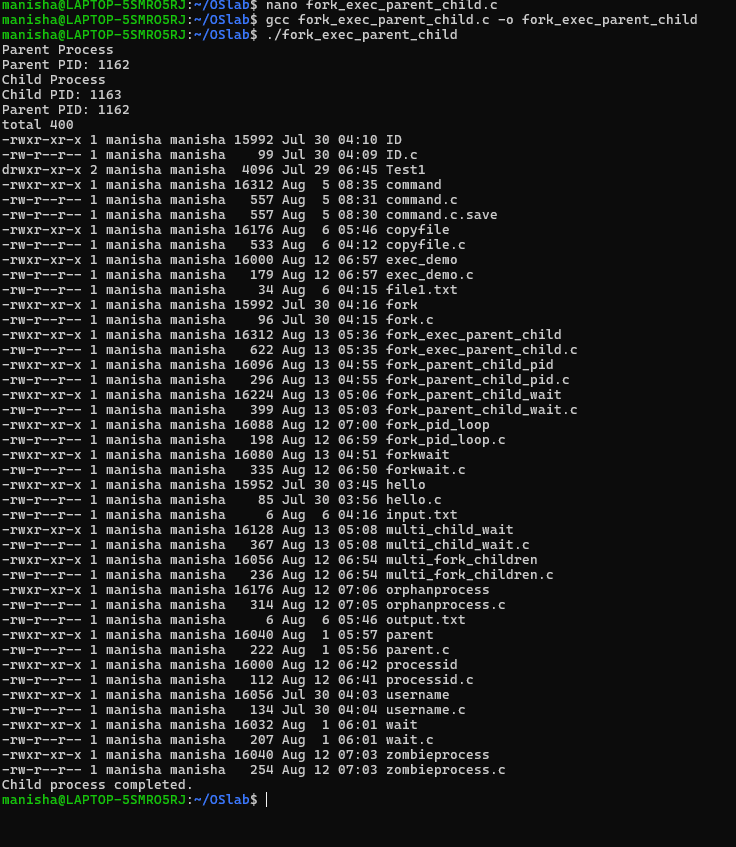 manisha@LAPTOP-5SMRO5RJ:~/OSlab$ nano fork_exec_parent_child.c
manisha@LAPTOP-5SMRO5RJ:~/OSlab$ gcc fork_exec_parent_child.c -o fork_exec_parent_child
manisha@LAPTOP-5SMRO5RJ:~/OSlab$ ./fork_exec_parent_child
Parent Process
Parent PID: 1162
Child Process
Child PID: 1163
Parent PID: 1162
total 400
-rwxr-xr-x 1 manisha manisha 15992 Jul 30 04:10 ID
-rw-r--r-- 1 manisha manisha    99 Jul 30 04:09 ID.c
drwxr-xr-x 2 manisha manisha  4096 Jul 29 06:45 Test1
-rwxr-xr-x 1 manisha manisha 16312 Aug  5 08:35 command
-rw-r--r-- 1 manisha manisha   557 Aug  5 08:31 command.c
-rw-r--r-- 1 manisha manisha   557 Aug  5 08:30 command.c.save
-rwxr-xr-x 1 manisha manisha 16176 Aug  6 05:46 copyfile
-rw-r--r-- 1 manisha manisha   533 Aug  6 04:12 copyfile.c
-rwxr-xr-x 1 manisha manisha 16000 Aug 12 06:57 exec_demo
-rw-r--r-- 1 manisha manisha   179 Aug 12 06:57 exec_demo.c
-rw-r--r-- 1 manisha manisha    34 Aug  6 04:15 file1.txt
-rwxr-xr-x 1 manisha manisha 15992 Jul 30 04:16 fork
-rw-r--r-- 1 manisha manisha    96 Jul 30 04:15 fork.c
-rwxr-xr-x 1 manisha manisha 16312 Aug 13 05:36 fork_exec_parent_child
-rw-r--r-- 1 manisha manisha   622 Aug 13 05:35 fork_exec_parent_child.c
-rwxr-xr-x 1 manisha manisha 16096 Aug 13 04:55 fork_parent_child_pid
-rw-r--r-- 1 manisha manisha   296 Aug 13 04:55 fork_parent_child_pid.c
-rwxr-xr-x 1 manisha manisha 16224 Aug 13 05:06 fork_parent_child_wait
-rw-r--r-- 1 manisha manisha   399 Aug 13 05:03 fork_parent_child_wait.c
-rwxr-xr-x 1 manisha manisha 16088 Aug 12 07:00 fork_pid_loop
-rw-r--r-- 1 manisha manisha   198 Aug 12 06:59 fork_pid_loop.c
-rwxr-xr-x 1 manisha manisha 16080 Aug 13 04:51 forkwait
-rw-r--r-- 1 manisha manisha   335 Aug 12 06:50 forkwait.c
-rwxr-xr-x 1 manisha manisha 15952 Jul 30 03:45 hello
-rw-r--r-- 1 manisha manisha    85 Jul 30 03:56 hello.c
-rw-r--r-- 1 manisha manisha     6 Aug  6 04:16 input.txt
-rwxr-xr-x 1 manisha manisha 16128 Aug 13 05:08 multi_child_wait
-rw-r--r-- 1 manisha manisha   367 Aug 13 05:08 multi_child_wait.c
-rwxr-xr-x 1 manisha manisha 16056 Aug 12 06:54 multi_fork_children
-rw-r--r-- 1 manisha manisha   236 Aug 12 06:54 multi_fork_children.c
-rwxr-xr-x 1 manisha manisha 16176 Aug 12 07:06 orphanprocess
-rw-r--r-- 1 manisha manisha   314 Aug 12 07:05 orphanprocess.c
-rw-r--r-- 1 manisha manisha     6 Aug  6 05:46 output.txt
-rwxr-xr-x 1 manisha manisha 16040 Aug  1 05:57 parent
-rw-r--r-- 1 manisha manisha   222 Aug  1 05:56 parent.c
-rwxr-xr-x 1 manisha manisha 16000 Aug 12 06:42 processid
-rw-r--r-- 1 manisha manisha   112 Aug 12 06:41 processid.c
-rwxr-xr-x 1 manisha manisha 16056 Jul 30 04:03 username
-rw-r--r-- 1 manisha manisha   134 Jul 30 04:04 username.c
-rwxr-xr-x 1 manisha manisha 16032 Aug  1 06:01 wait
-rw-r--r-- 1 manisha manisha   207 Aug  1 06:01 wait.c
-rwxr-xr-x 1 manisha manisha 16040 Aug 12 07:03 zombieprocess
-rw-r--r-- 1 manisha manisha   254 Aug 12 07:03 zombieprocess.c
Child process completed.
manisha@LAPTOP-5SMRO5RJ:~/OSlab$